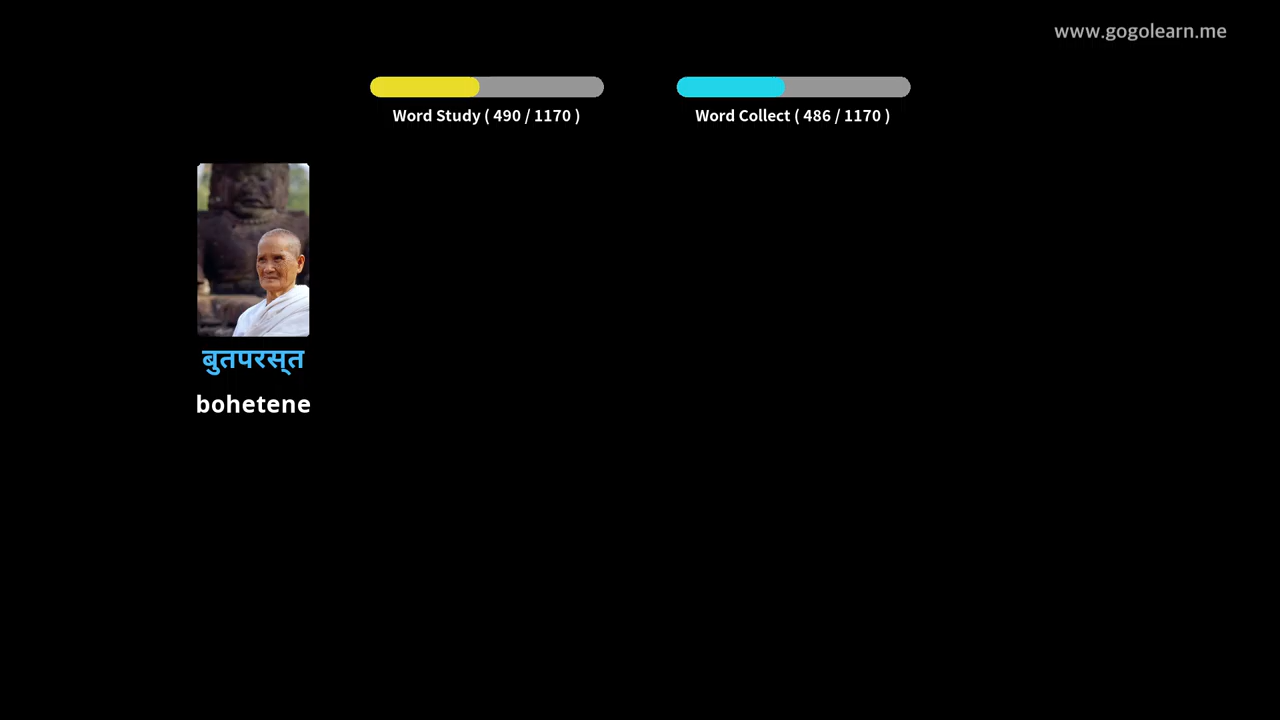 www.gogolearn.me
Word Study ( 490 / 1170 )
Word Collect ( 486 / 1170 )
बुतपरस्त
bohetene